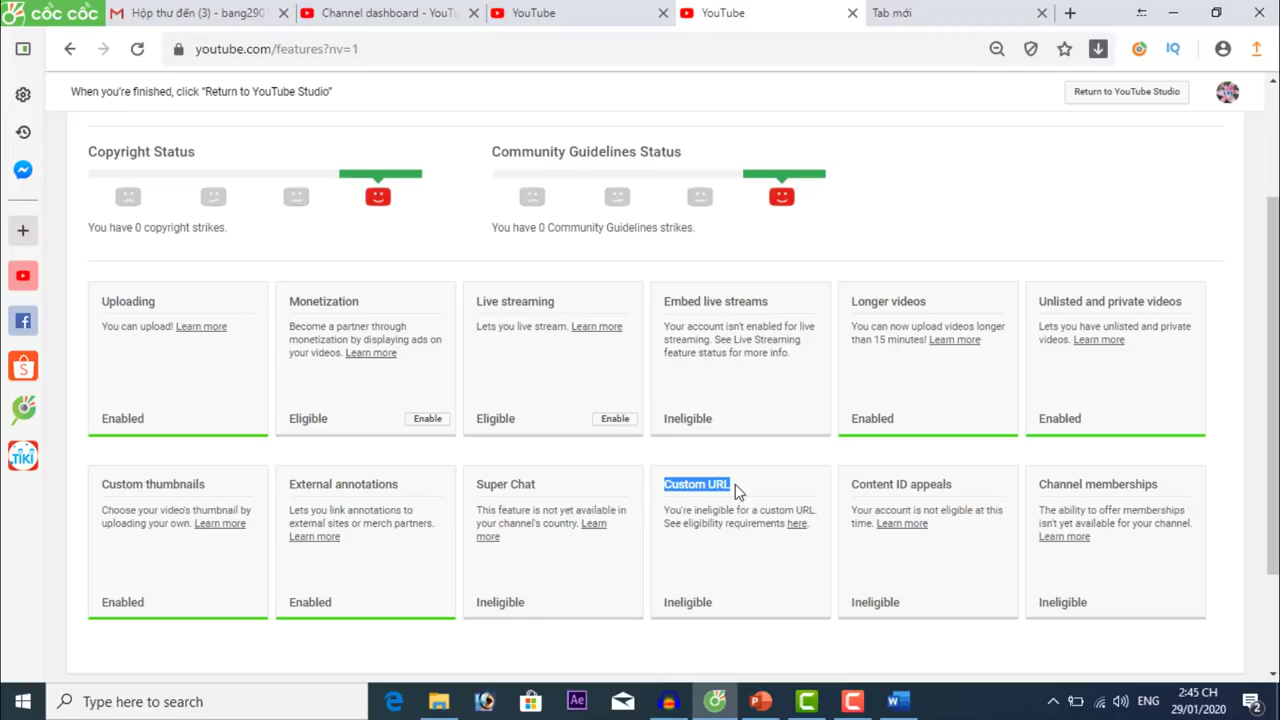 cốc cốc
Hộp thư đến (3) - bang290
Channel dashboard - YouTu
YouTube
YouTube
Tab mới
youtube.com/features?nv=1
IQ
When you're finished, click "Return to YouTube Studio"
Return to YouTube Studio
Copyright Status
Community Guidelines Status
You have 0 copyright strikes.
You have 0 Community Guidelines strikes.
Uploading
You can upload! Learn more
Enabled
Monetization
Become a partner through
monetization by displaying ads on
your videos. Learn more
Eligible
Enable
Live streaming
Lets you live stream. Learn more
Eligible
Enable
Embed live streams
Your account isn't enabled for live
streaming. See Live Streaming
feature status for more info.
Ineligible
Longer videos
You can now upload videos longer
than 15 minutes! Learn more
Enabled
Unlisted and private videos
Lets you have unlisted and private
videos. Learn more
Enabled
Custom thumbnails
Choose your video's thumbnail by
uploading your own. Learn more
Enabled
External annotations
Lets you link annotations to
external sites or merch partners.
Learn more
Enabled
Super Chat
This feature is not yet available in
your channel's country. Learn
more
Ineligible
Custom URL
You're ineligible for a custom URL.
See eligibility requirements here.
Ineligible
Content ID appeals
Your account is not eligible at this
time. Learn more
Ineligible
Channel memberships
The ability to offer memberships
isn't yet available for your channel.
Learn more
Ineligible
TIKI
Type here to search
Ae
ENG
2:45 CH
29/01/2020
2